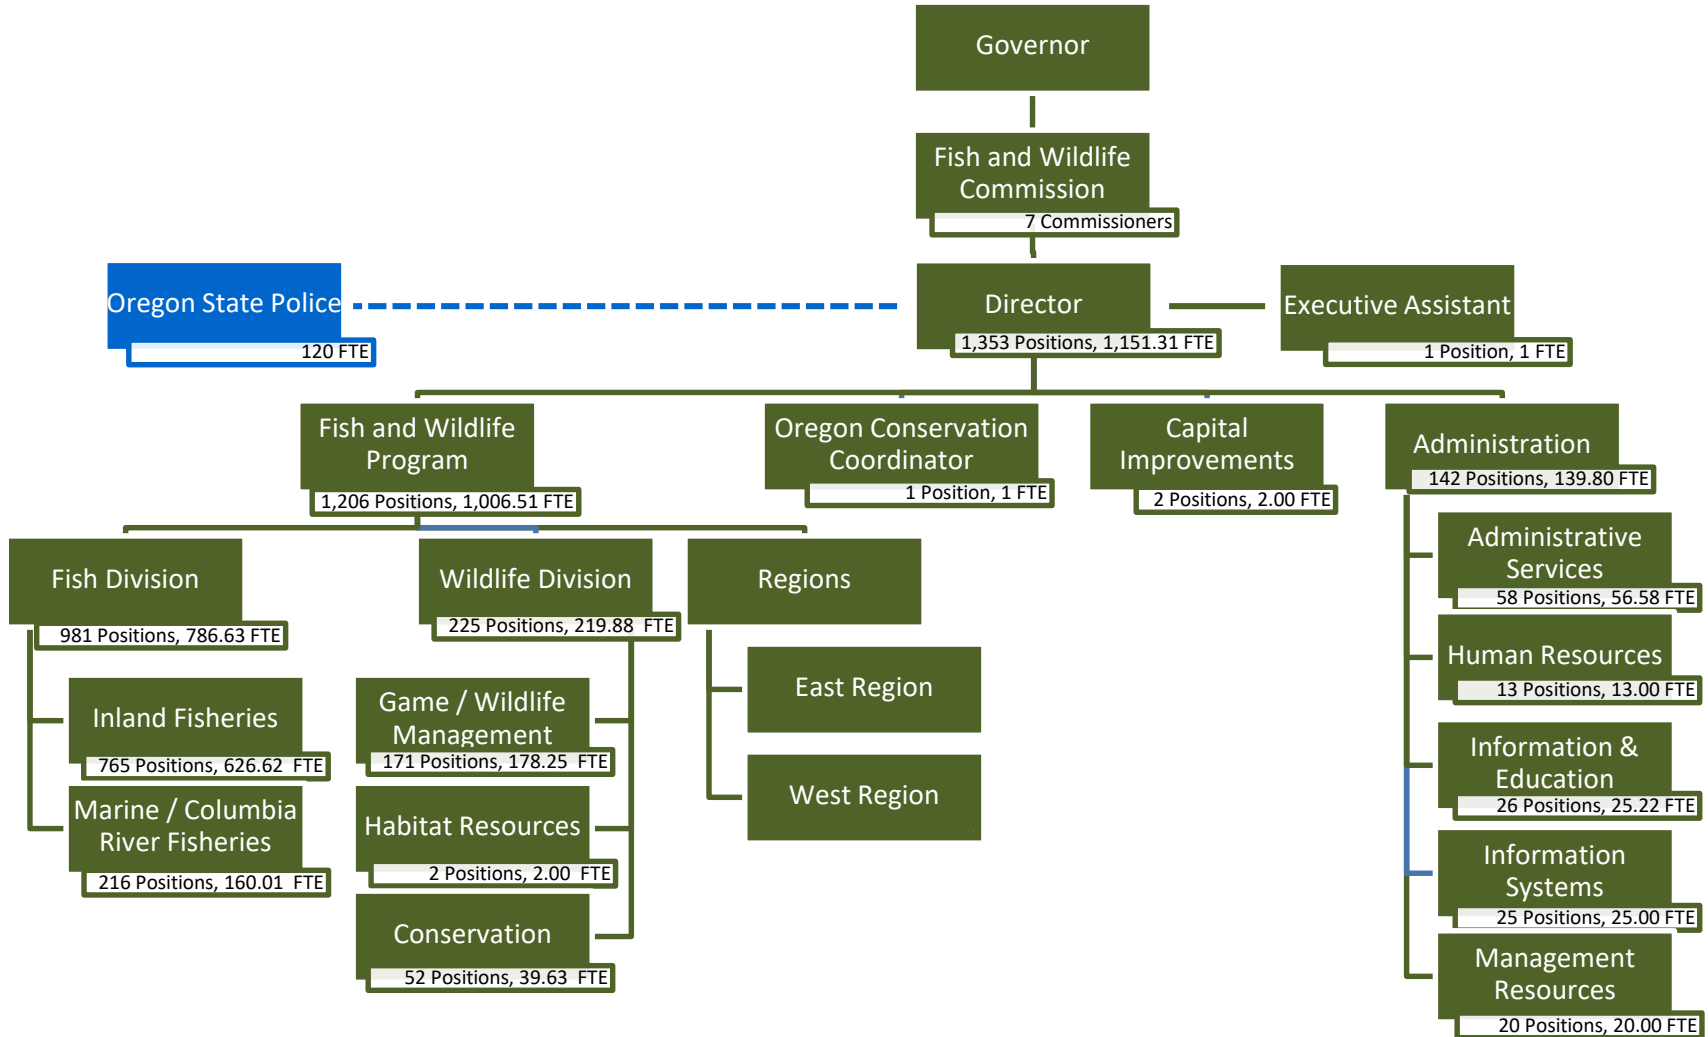 Governor
Fish and Wildlife
Commission
7 Commissioners
Oregon State Police
120 FTE
Director
1,353 Positions, 1,151.31 FTE
Executive Assistant
1 Position, 1 FTE
Fish and Wildlife
Program
1,206 Positions, 1,006.51 FTE
Oregon Conservation
Coordinator
1 Position, 1 FTE
Capital
Improvements
2 Positions, 2.00 FTE
Administration
142 Positions, 139.80 FTE
Fish Division
981 Positions, 786.63 FTE
Inland Fisheries
765 Positions, 626.62 FTE
Marine / Columbia
River Fisheries
216 Positions, 160.01 FTE
Wildlife Division
225 Positions, 219.88 FTE
Game / Wildlife
Management
171 Positions, 178.25 FTE
Habitat Resources
2 Positions, 2.00 FTE
Conservation
52 Positions, 39.63 FTE
Regions
East Region
West Region
Administrative
Services
58 Positions, 56.58 FTE
Human Resources
13 Positions, 13.00 FTE
Information &
Education
26 Positions, 25.22 FTE
Information
Systems
25 Positions, 25.00 FTE
Management
Resources
20 Positions, 20.00 FTE